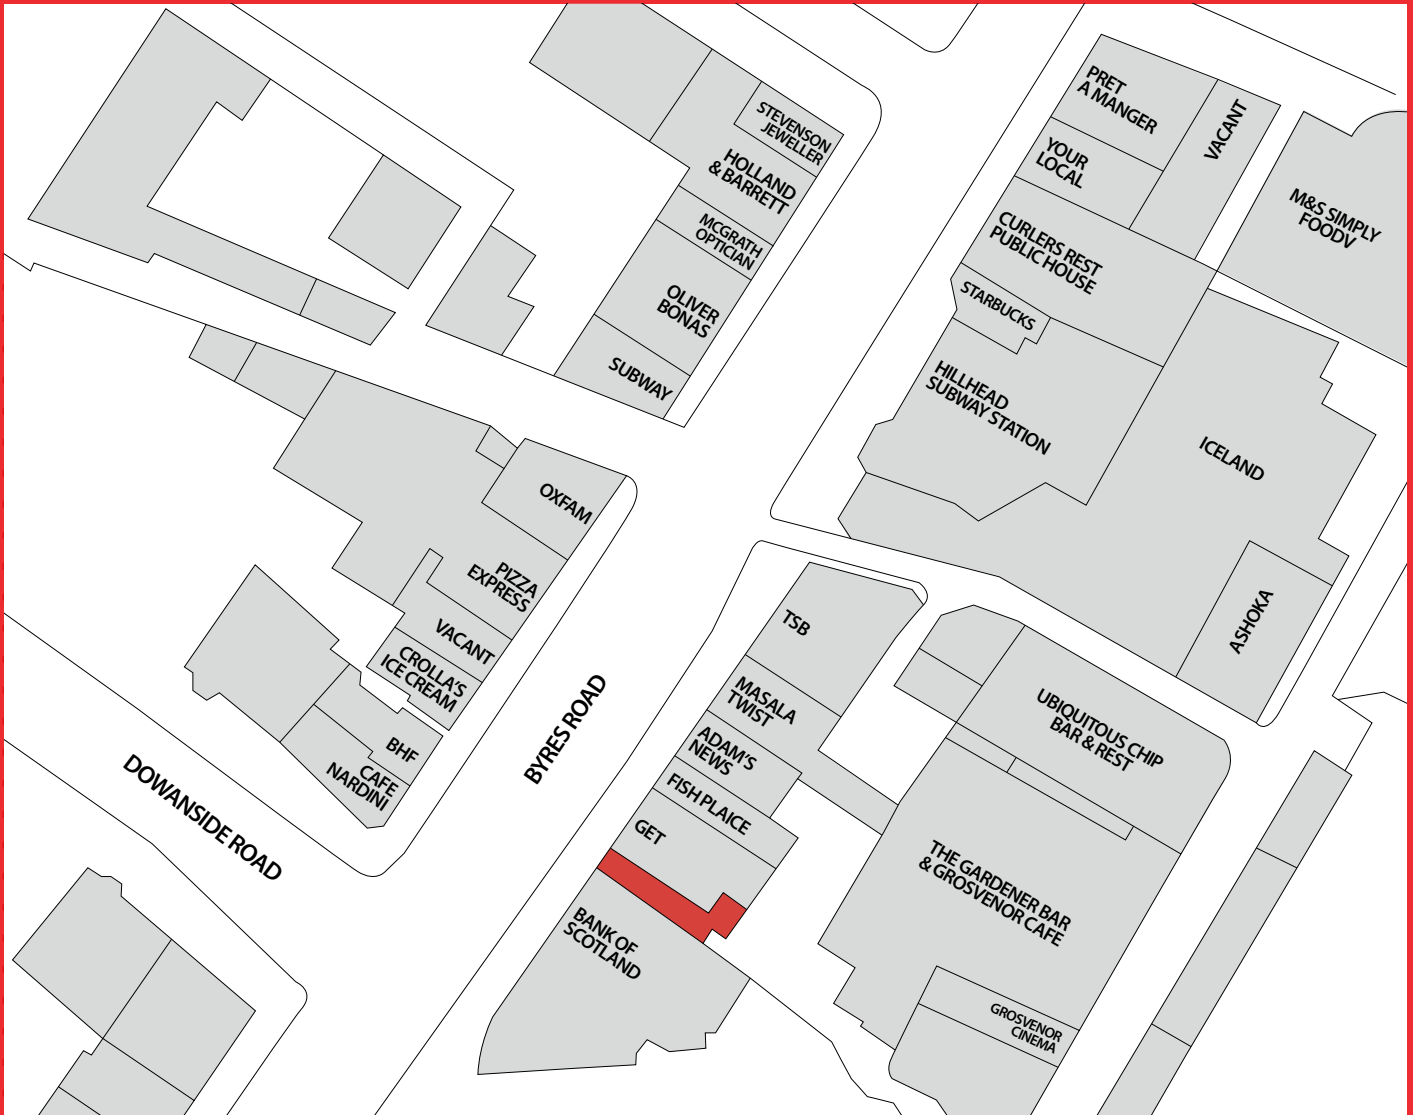 STEVENSON
JEWELLER
HOLLAND
& BARRETT
MCGRATH
OPTICIAN
OLIVER
BONAS
SUBWAY
PRET
A MANGER
VACANT
YOUR
LOCAL
M&S SIMPLY
FOODV
CURLERS REST
PUBLIC HOUSE
STARBUCKS
HILLHEAD
SUBWAY STATION
ICELAND
ASHOKA
OXFAM
PIZZA
EXPRESS
VACANT
CROLLA'S
ICE CREAM
BHF
CAFE
NARDINI
DOWANSIDE ROAD
BYRES ROAD
TSB
MASALA
TWIST
ADAM'S
NEWS
FISH PLAICE
GET
BANK OF
SCOTLAND
UBIQUITOUS CHIP
BAR & REST
THE GARDENER BAR
& GROSVENOR CAFE
GROSVENOR
CINEMA